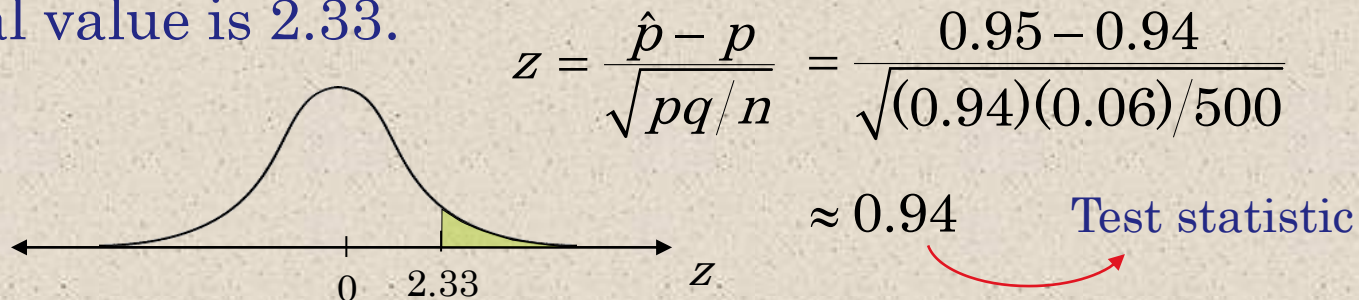 al value is 2.33.
z = (p̂ – p)/√(pq/n) = (0.95 – 0.94)/√((0.94)(0.06)/500)
≈ 0.94 Test statistic
0 2.33 z